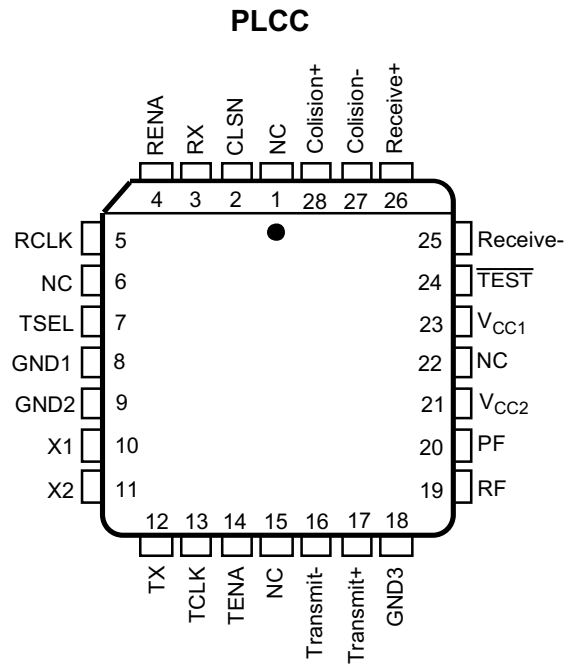 PLCC
RENA
RX
CLSN
NC
Colision+
Colision-
Receive+
4 3 2 1 28 27 26
RCLK 5
NC 6
TSEL 7
GND1 8
GND2 9
X1 10
X2 11
25 Receive-
24 TEST
23 VCC1
22 NC
21 VCC2
20 PF
19 RF
12 13 14 15 16 17 18
TX
TCLK
TENA
NC
Transmit-
Transmit+
GND3